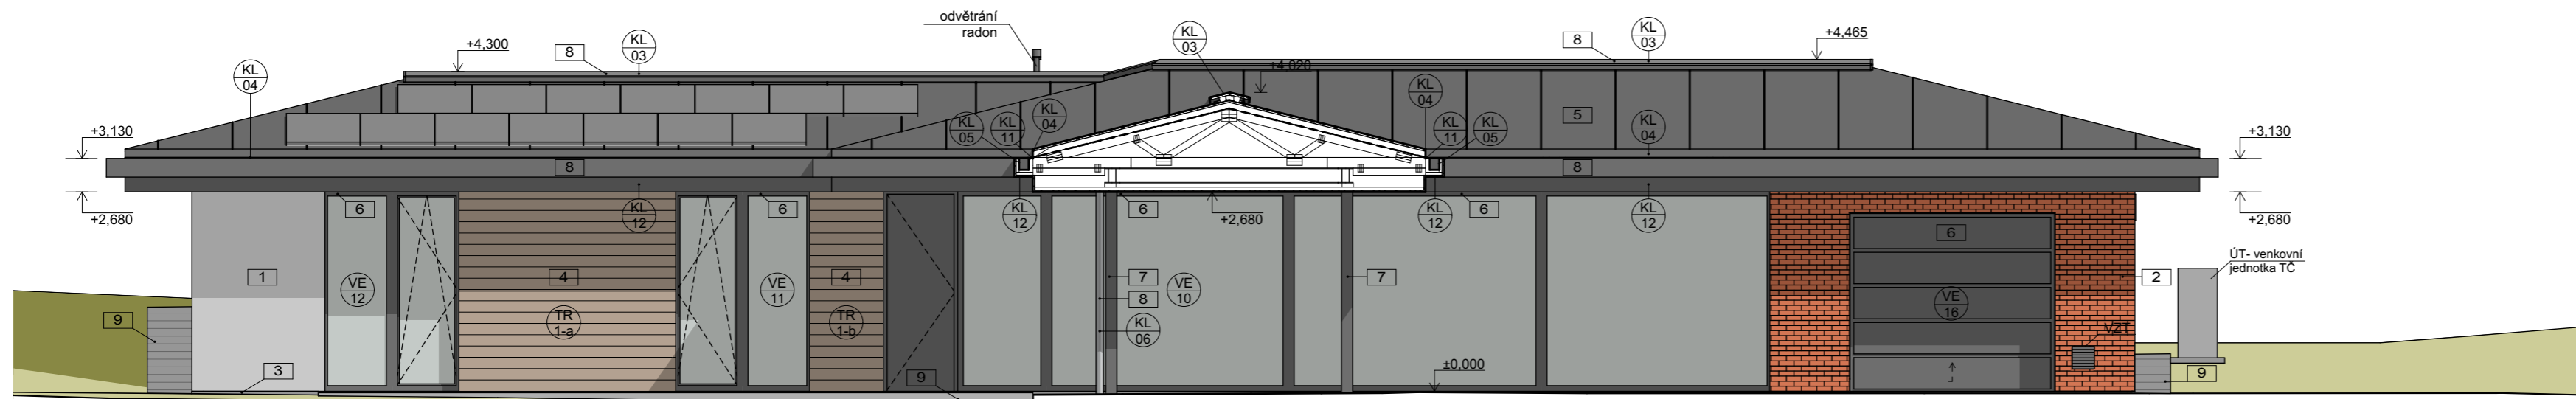 odvětrání
radon
+4,300
8
KL
03
KL
03
8
KL
03
+4,465
KL
04
+4,020
KL
04
+3,130
KL
05
KL
11
KL
04
5
KL
04
KL
11
KL
05
+3,130
8
8
+2,680
6
KL
12
6
KL
12
6
+2,680
KL
12
6
KL
12
6
+2,680
1
VE
12
4
TR
1-a
VE
11
4
TR
1-b
7
8
VE
10
KL
06
7
VE
16
2
ÚT- venkovní
jednotka TČ
VZT
9
3
9
±0,000
9